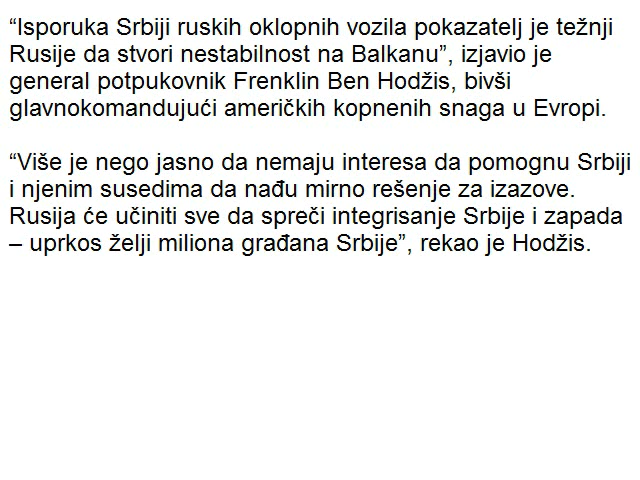 “Isporuka Srbiji ruskih oklopnih vozila pokazatelj je težnji
Rusije da stvori nestabilnost na Balkanu”, izjavio je
general potpukovnik Frenklin Ben Hodžis, bivši
glavnokomandujući američkih kopnenih snaga u Evropi.
“Više je nego jasno da nemaju interesa da pomognu Srbiji
i njenim susedima da nađu mirno rešenje za izazove.
Rusija će učiniti sve da spreči integrisanje Srbije i zapada
– uprkos želji miliona građana Srbije”, rekao je Hodžis.